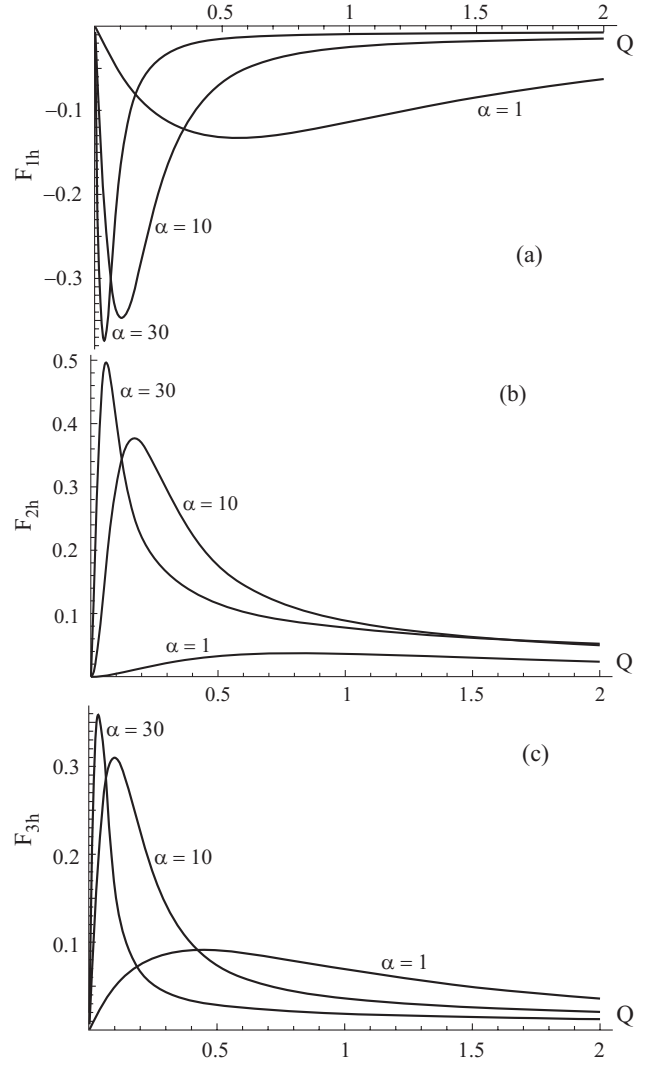 0.5 1 1.5 2
Q
−0.1
α = 1
F1h
−0.2
α = 10
(a)
−0.3
α = 30
0.5
α = 30
(b)
0.4
F2h
0.3
α = 10
0.2
0.1
α = 1
Q
0.5 1 1.5 2
α = 30
(c)
0.3
F3h
α = 10
0.2
0.1
α = 1
Q
0.5 1 1.5 2